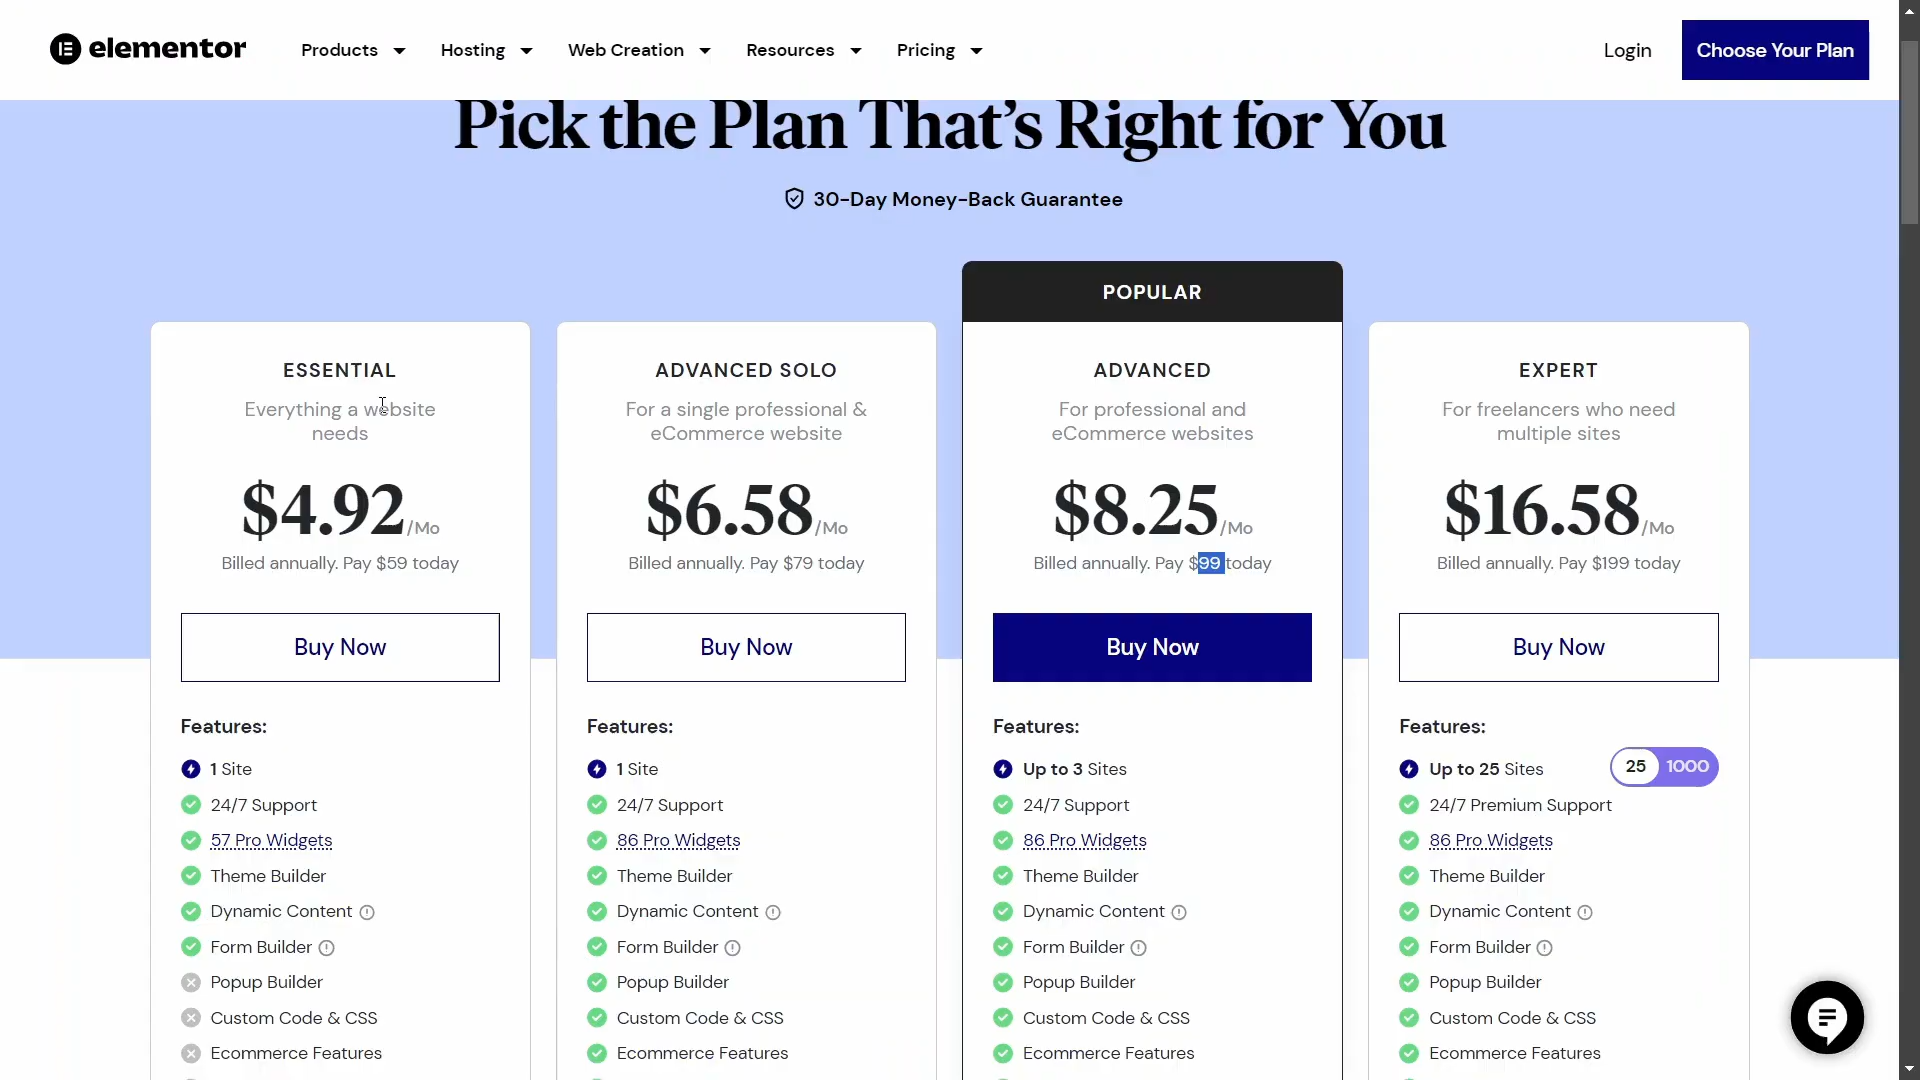 elementor
Products
Hosting
Web Creation
Resources
Pricing
Login
Choose Your Plan
Pick the Plan That's Right for You
30-Day Money-Back Guarantee
POPULAR
ESSENTIAL
Everything a website
needs
$4.92/Mo
Billed annually. Pay $59 today
Buy Now
Features:
1 Site
24/7 Support
57 Pro Widgets
Theme Builder
Dynamic Content
Form Builder
Popup Builder
Custom Code & CSS
Ecommerce Features
ADVANCED SOLO
For a single professional &
eCommerce website
$6.58/Mo
Billed annually. Pay $79 today
Buy Now
Features:
1 Site
24/7 Support
86 Pro Widgets
Theme Builder
Dynamic Content
Form Builder
Popup Builder
Custom Code & CSS
Ecommerce Features
ADVANCED
For professional and
eCommerce websites
$8.25/Mo
Billed annually. Pay $99 today
Buy Now
Features:
Up to 3 Sites
24/7 Support
86 Pro Widgets
Theme Builder
Dynamic Content
Form Builder
Popup Builder
Custom Code & CSS
Ecommerce Features
EXPERT
For freelancers who need
multiple sites
$16.58/Mo
Billed annually. Pay $199 today
Buy Now
Features:
Up to 25 Sites
25 1000
24/7 Premium Support
86 Pro Widgets
Theme Builder
Dynamic Content
Form Builder
Popup Builder
Custom Code & CSS
Ecommerce Features